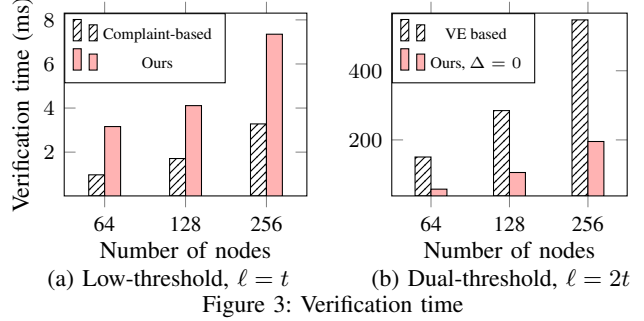 Verification time (ms)
8
6
4
2
Complaint-based
Ours
64
128
256
Number of nodes
(a) Low-threshold, ℓ = t
400
200
VE based
Ours, Δ = 0
64
128
256
Number of nodes
(b) Dual-threshold, ℓ = 2t
Figure 3: Verification time